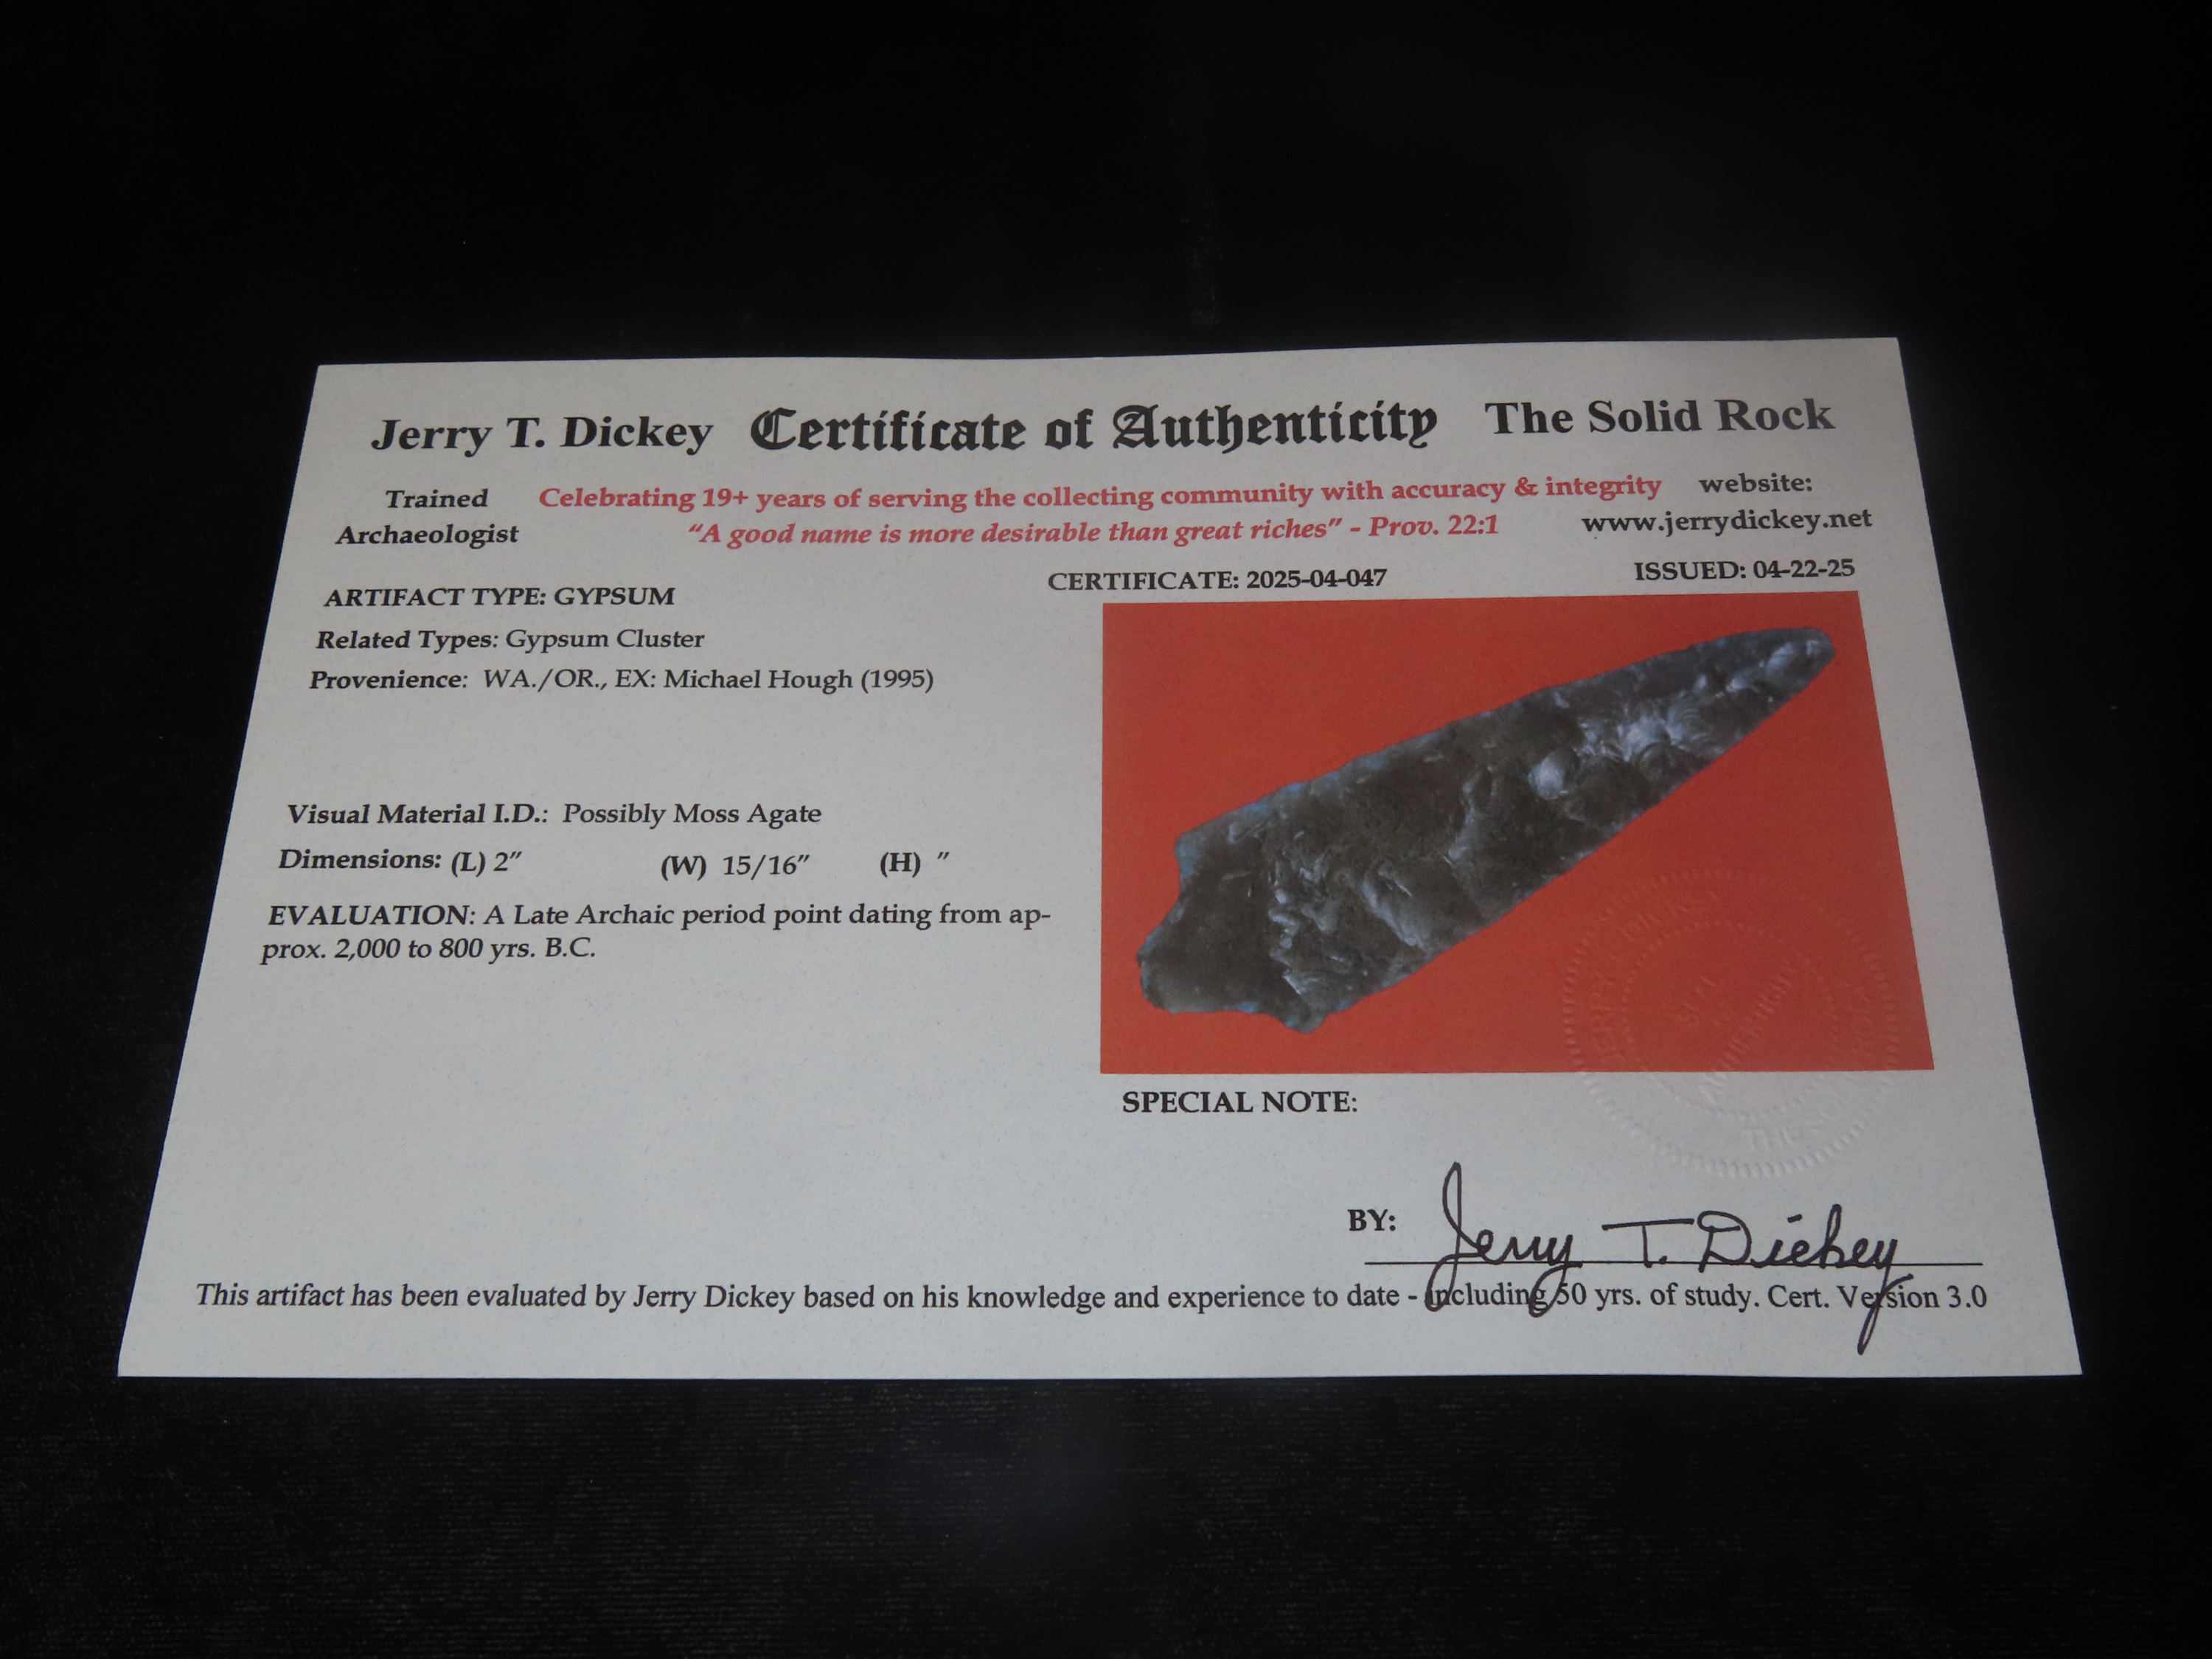 Jerry T. Dickey Certificate of Authenticity The Solid Rock
Trained Celebrating 19+ years of serving the collecting community with accuracy & integrity website:
Archaeologist "A good name is more desirable than great riches" - Prov. 22:1 www.jerrydickey.net
CERTIFICATE: 2025-04-047 ISSUED: 04-22-25
ARTIFACT TYPE: GYPSUM
Related Types: Gypsum Cluster
Provenience: WA./OR., EX: Michael Hough (1995)
Visual Material I.D.: Possibly Moss Agate
Dimensions: (L) 2" (W) 15/16" (H) "
EVALUATION: A Late Archaic period point dating from ap-
prox. 2,000 to 800 yrs. B.C.
SPECIAL NOTE:
BY: Jerry T. Dickey
This artifact has been evaluated by Jerry Dickey based on his knowledge and experience to date - including 50 yrs. of study. Cert. Version 3.0